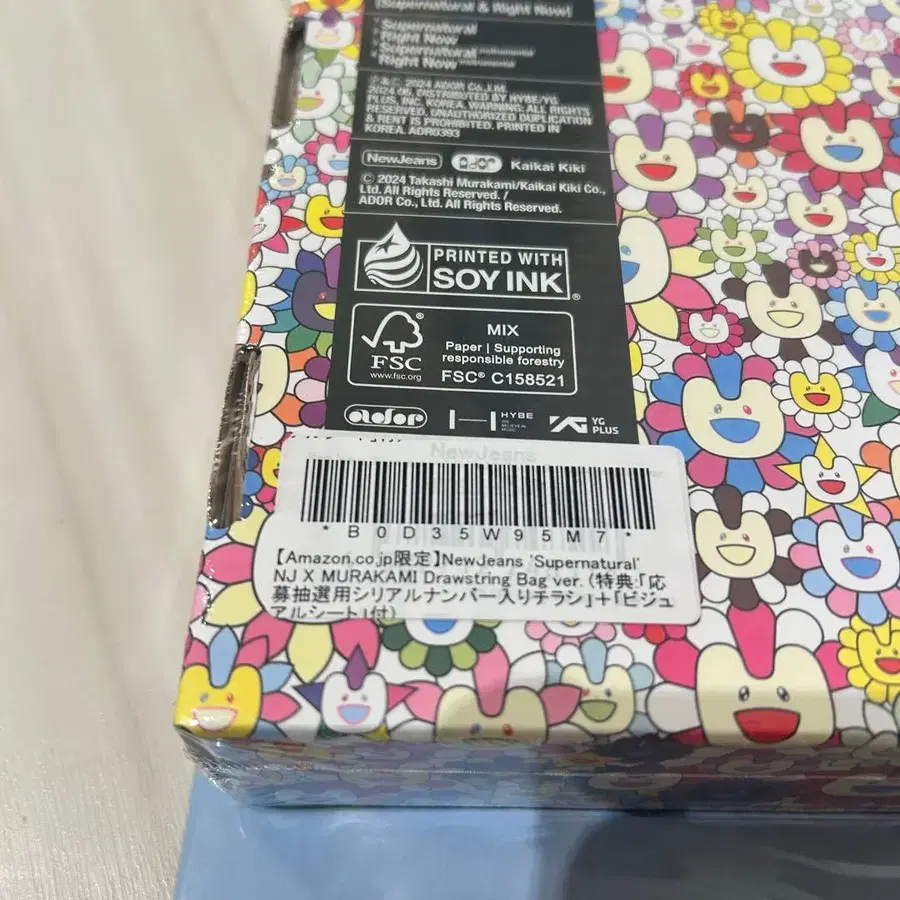 (Supernatural & Right Now)
* Supernatural
* Right Now
* Supernatural Instrumental
* Right Now Instrumental
Ⓟ & Ⓒ 2024 ADOR Co., Ltd.
2024.06. DISTRIBUTED BY HYBE/YG
PLUS, INC. KOREA. WARNING: ALL RIGHTS
RESERVED. UNAUTHORIZED DUPLICATION
& RENT IS PROHIBITED. PRINTED IN
KOREA. ADR0393
NewJeans ador Kaikai Kiki
Ⓒ 2024 Takashi Murakami/Kaikai Kiki Co.,
Ltd. All Rights Reserved. /
ADOR Co., Ltd. All Rights Reserved.
PRINTED WITH
SOY INK ®
MIX
Paper | Supporting
responsible forestry
FSC
www.fsc.org
FSC® C158521
ador HYBE YG PLUS
NewJeans
*B0D35W95M7*
【Amazon.co.jp限定】NewJeans 'Supernatural'
NJ X MURAKAMI Drawstring Bag ver. (特典:「応
募抽選用シリアルナンバー入りチラシ」+「ビジュ
アルシート」付)